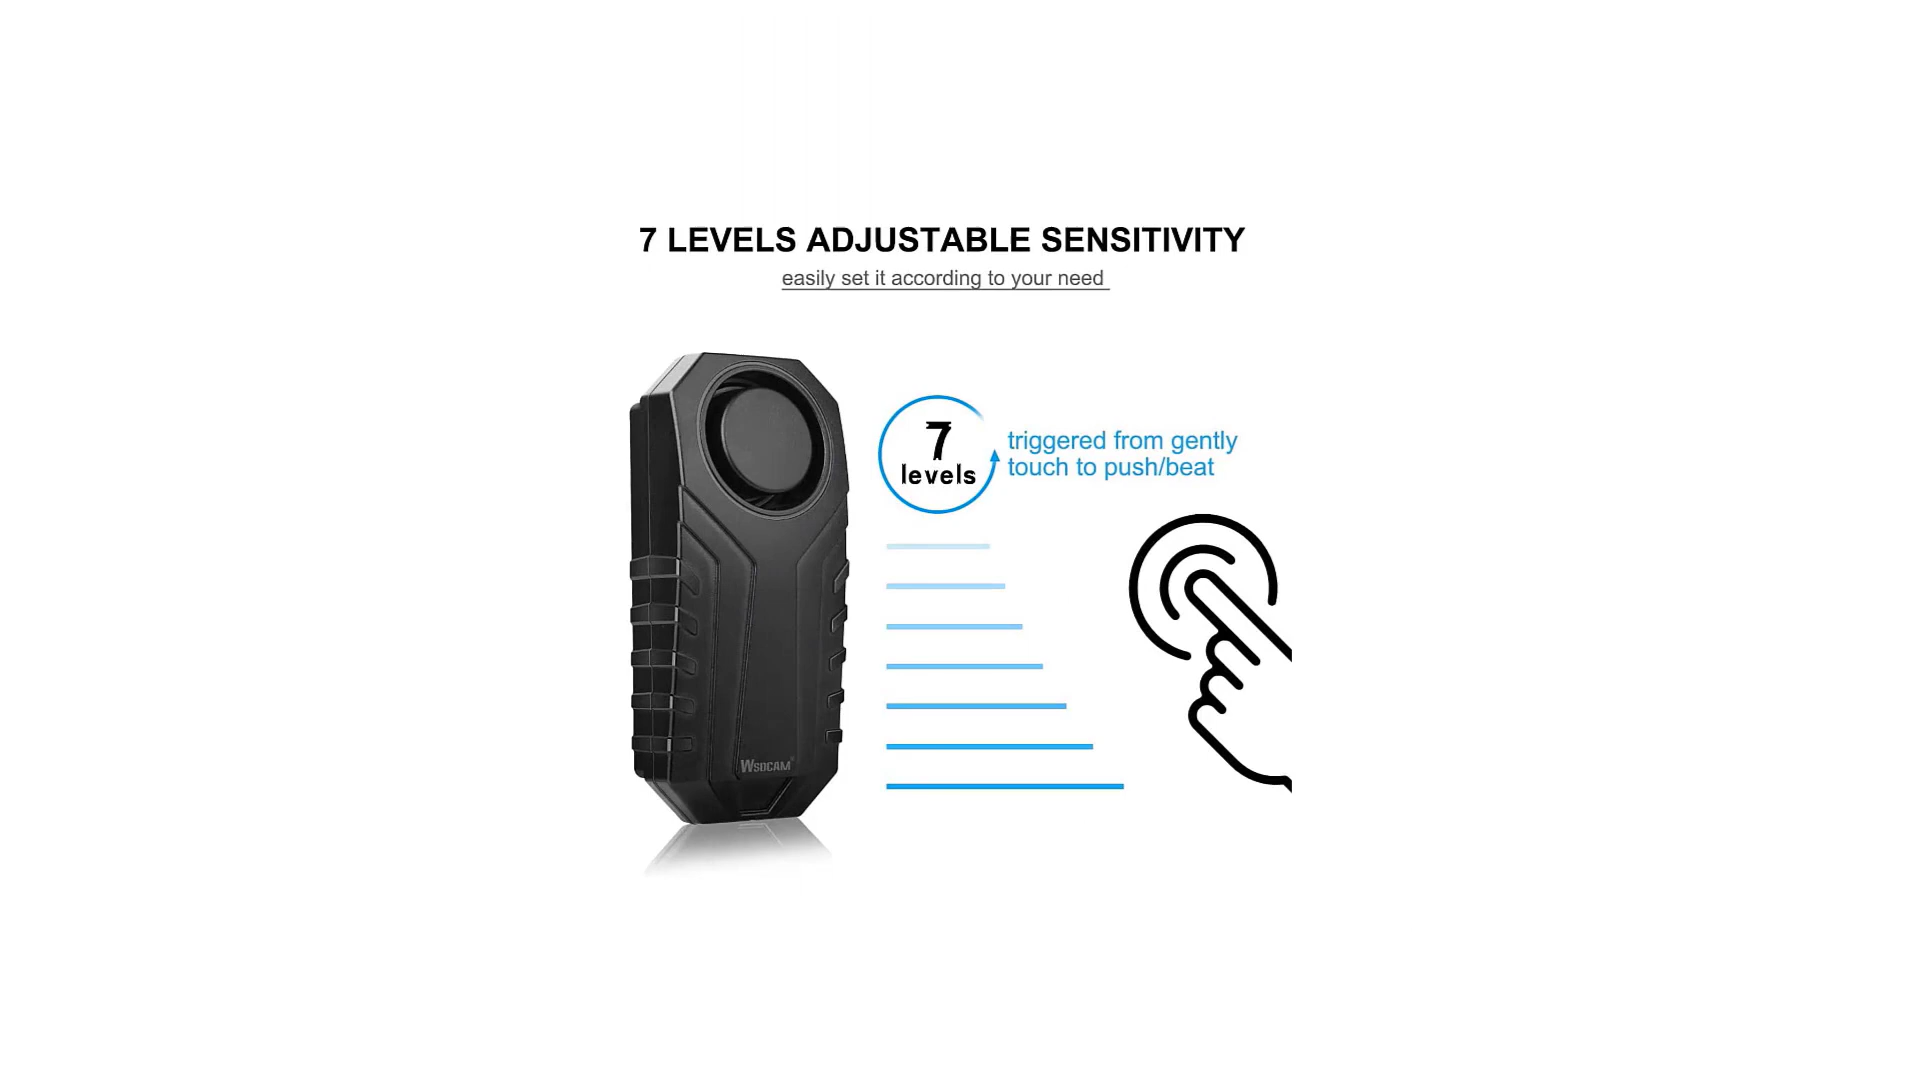 7 LEVELS ADJUSTABLE SENSITIVITY
easily set it according to your need
7
levels
triggered from gently
touch to push/beat
WSDCAM